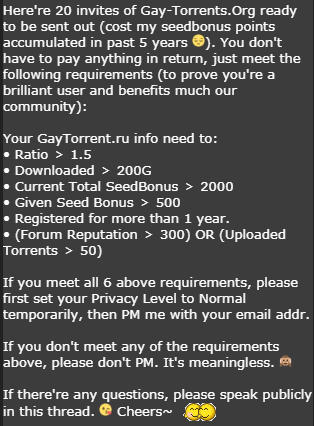 Here're 20 invites of Gay-Torrents.Org ready
to be sent out (cost my seedbonus points
accumulated in past 5 years 😔). You don't
have to pay anything in return, just meet the
following requirements (to prove you're a
brilliant user and benefits much our
community):
Your GayTorrent.ru info need to:
• Ratio > 1.5
• Downloaded > 200G
• Current Total SeedBonus > 2000
• Given Seed Bonus > 500
• Registered for more than 1 year.
• (Forum Reputation > 300) OR (Uploaded
Torrents > 50)
If you meet all 6 above requirements, please
first set your Privacy Level to Normal
temporarily, then PM me with your email addr.
If you don't meet any of the requirements
above, please don't PM. It's meaningless. 🙈
If there're any questions, please speak publicly
in this thread. 😘 Cheers~